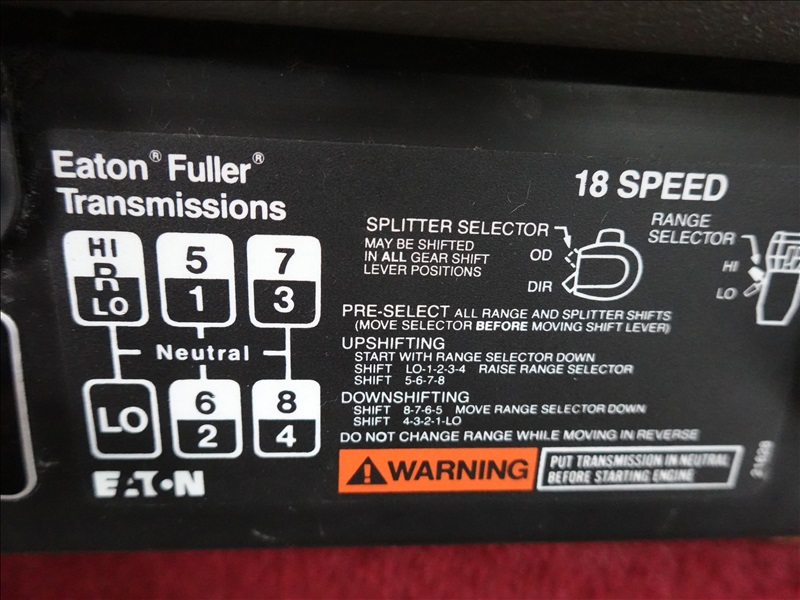 Eaton® Fuller®
Transmissions
18 SPEED
HI
R
LO
5
1
7
3
Neutral
LO
6
2
8
4
EATON
SPLITTER SELECTOR
MAY BE SHIFTED
IN ALL GEAR SHIFT
LEVER POSITIONS
OD
DIR
RANGE
SELECTOR
HI
LO
PRE-SELECT ALL RANGE AND SPLITTER SHIFTS
(MOVE SELECTOR BEFORE MOVING SHIFT LEVER)
UPSHIFTING
START WITH RANGE SELECTOR DOWN
SHIFT LO-1-2-3-4 RAISE RANGE SELECTOR
SHIFT 5-6-7-8
DOWNSHIFTING
SHIFT 8-7-6-5 MOVE RANGE SELECTOR DOWN
SHIFT 4-3-2-1-LO
DO NOT CHANGE RANGE WHILE MOVING IN REVERSE
WARNING
PUT TRANSMISSION IN NEUTRAL
BEFORE STARTING ENGINE